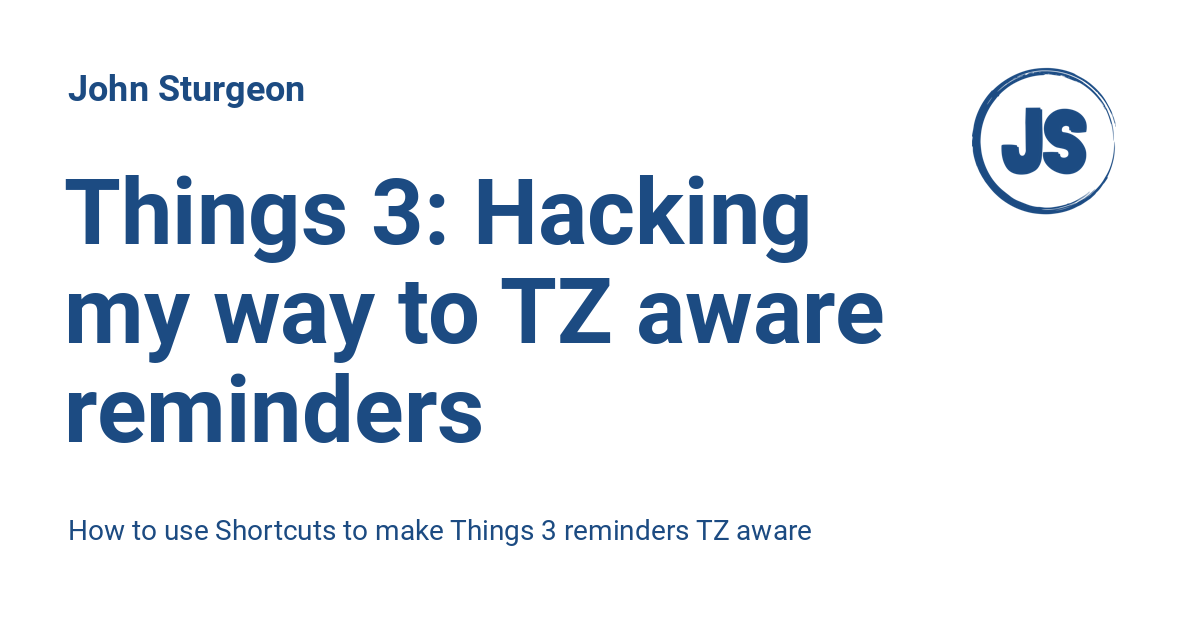 John Sturgeon
JS
Things 3: Hacking
my way to TZ aware
reminders
How to use Shortcuts to make Things 3 reminders TZ aware